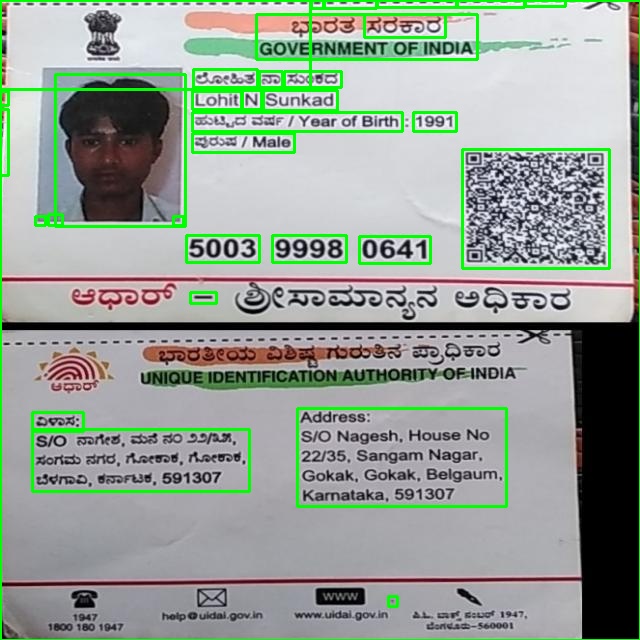 ಭಾರತ ಸರಕಾರ
GOVERNMENT OF INDIA
ಲೋಹಿತ ನಾ ಸುಂಕದ
Lohit N Sunkad
ಹುಟ್ಟಿದ ವರ್ಷ / Year of Birth : 1991
ಪುರುಷ / Male
5003 9998 0641
ಆಧಾರ್ – ಶ್ರೀಸಾಮಾನ್ಯನ ಅಧಿಕಾರ
ಭಾರತೀಯ ವಿಶಿಷ್ಟ ಗುರುತಿನ ಪ್ರಾಧಿಕಾರ
UNIQUE IDENTIFICATION AUTHORITY OF INDIA
ಆಧಾರ್
ವಿಳಾಸ:
S/O ನಾಗೇಶ, ಮನೆ ನಂ ೨೨/೩೫,
ಸಂಗಮ ನಗರ, ಗೋಕಾಕ, ಗೋಕಾಕ,
ಬೆಳಗಾವಿ, ಕರ್ನಾಟಕ, 591307
Address:
S/O Nagesh, House No
22/35, Sangam Nagar,
Gokak, Gokak, Belgaum,
Karnataka, 591307
1947
1800 180 1947
help@uidai.gov.in
WWW
www.uidai.gov.in
ಪಿ.ಓ. ಬಾಕ್ಸ್ ನಂಬರ್ 1947,
ಬೆಂಗಳೂರು-560001